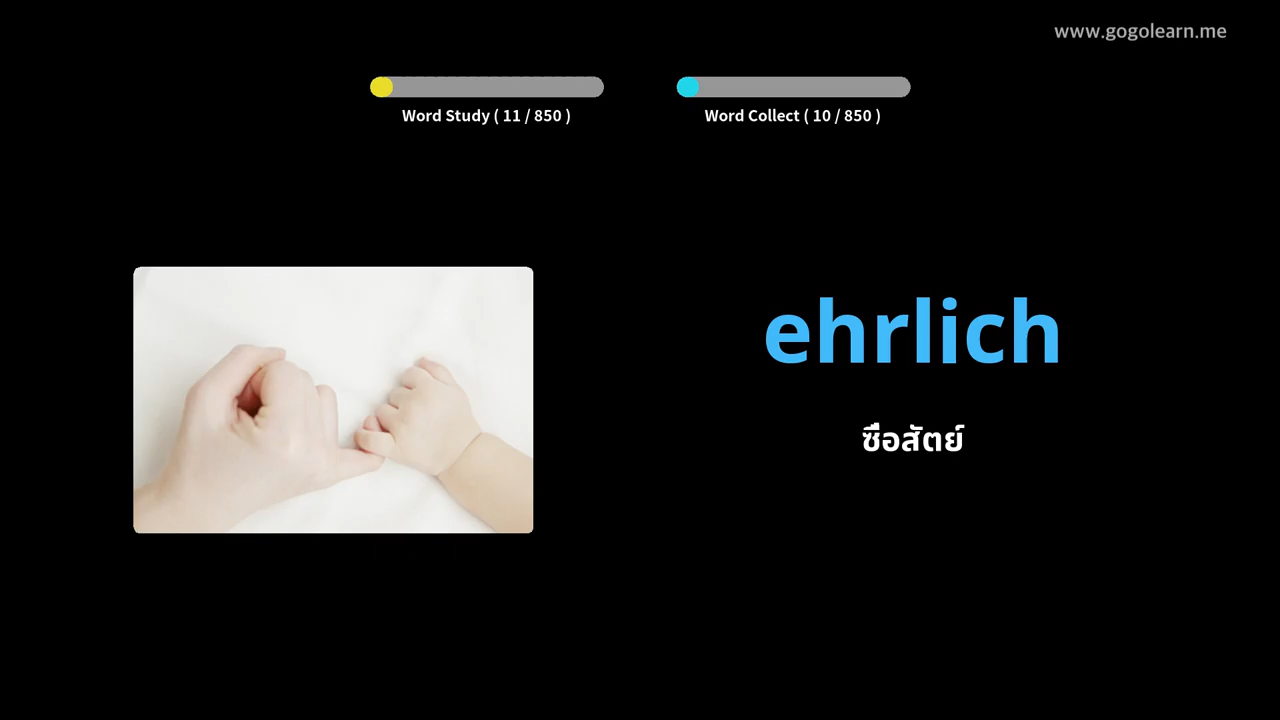 www.gogolearn.me
Word Study ( 11 / 850 )
Word Collect ( 10 / 850 )
ehrlich
ซื่อสัตย์